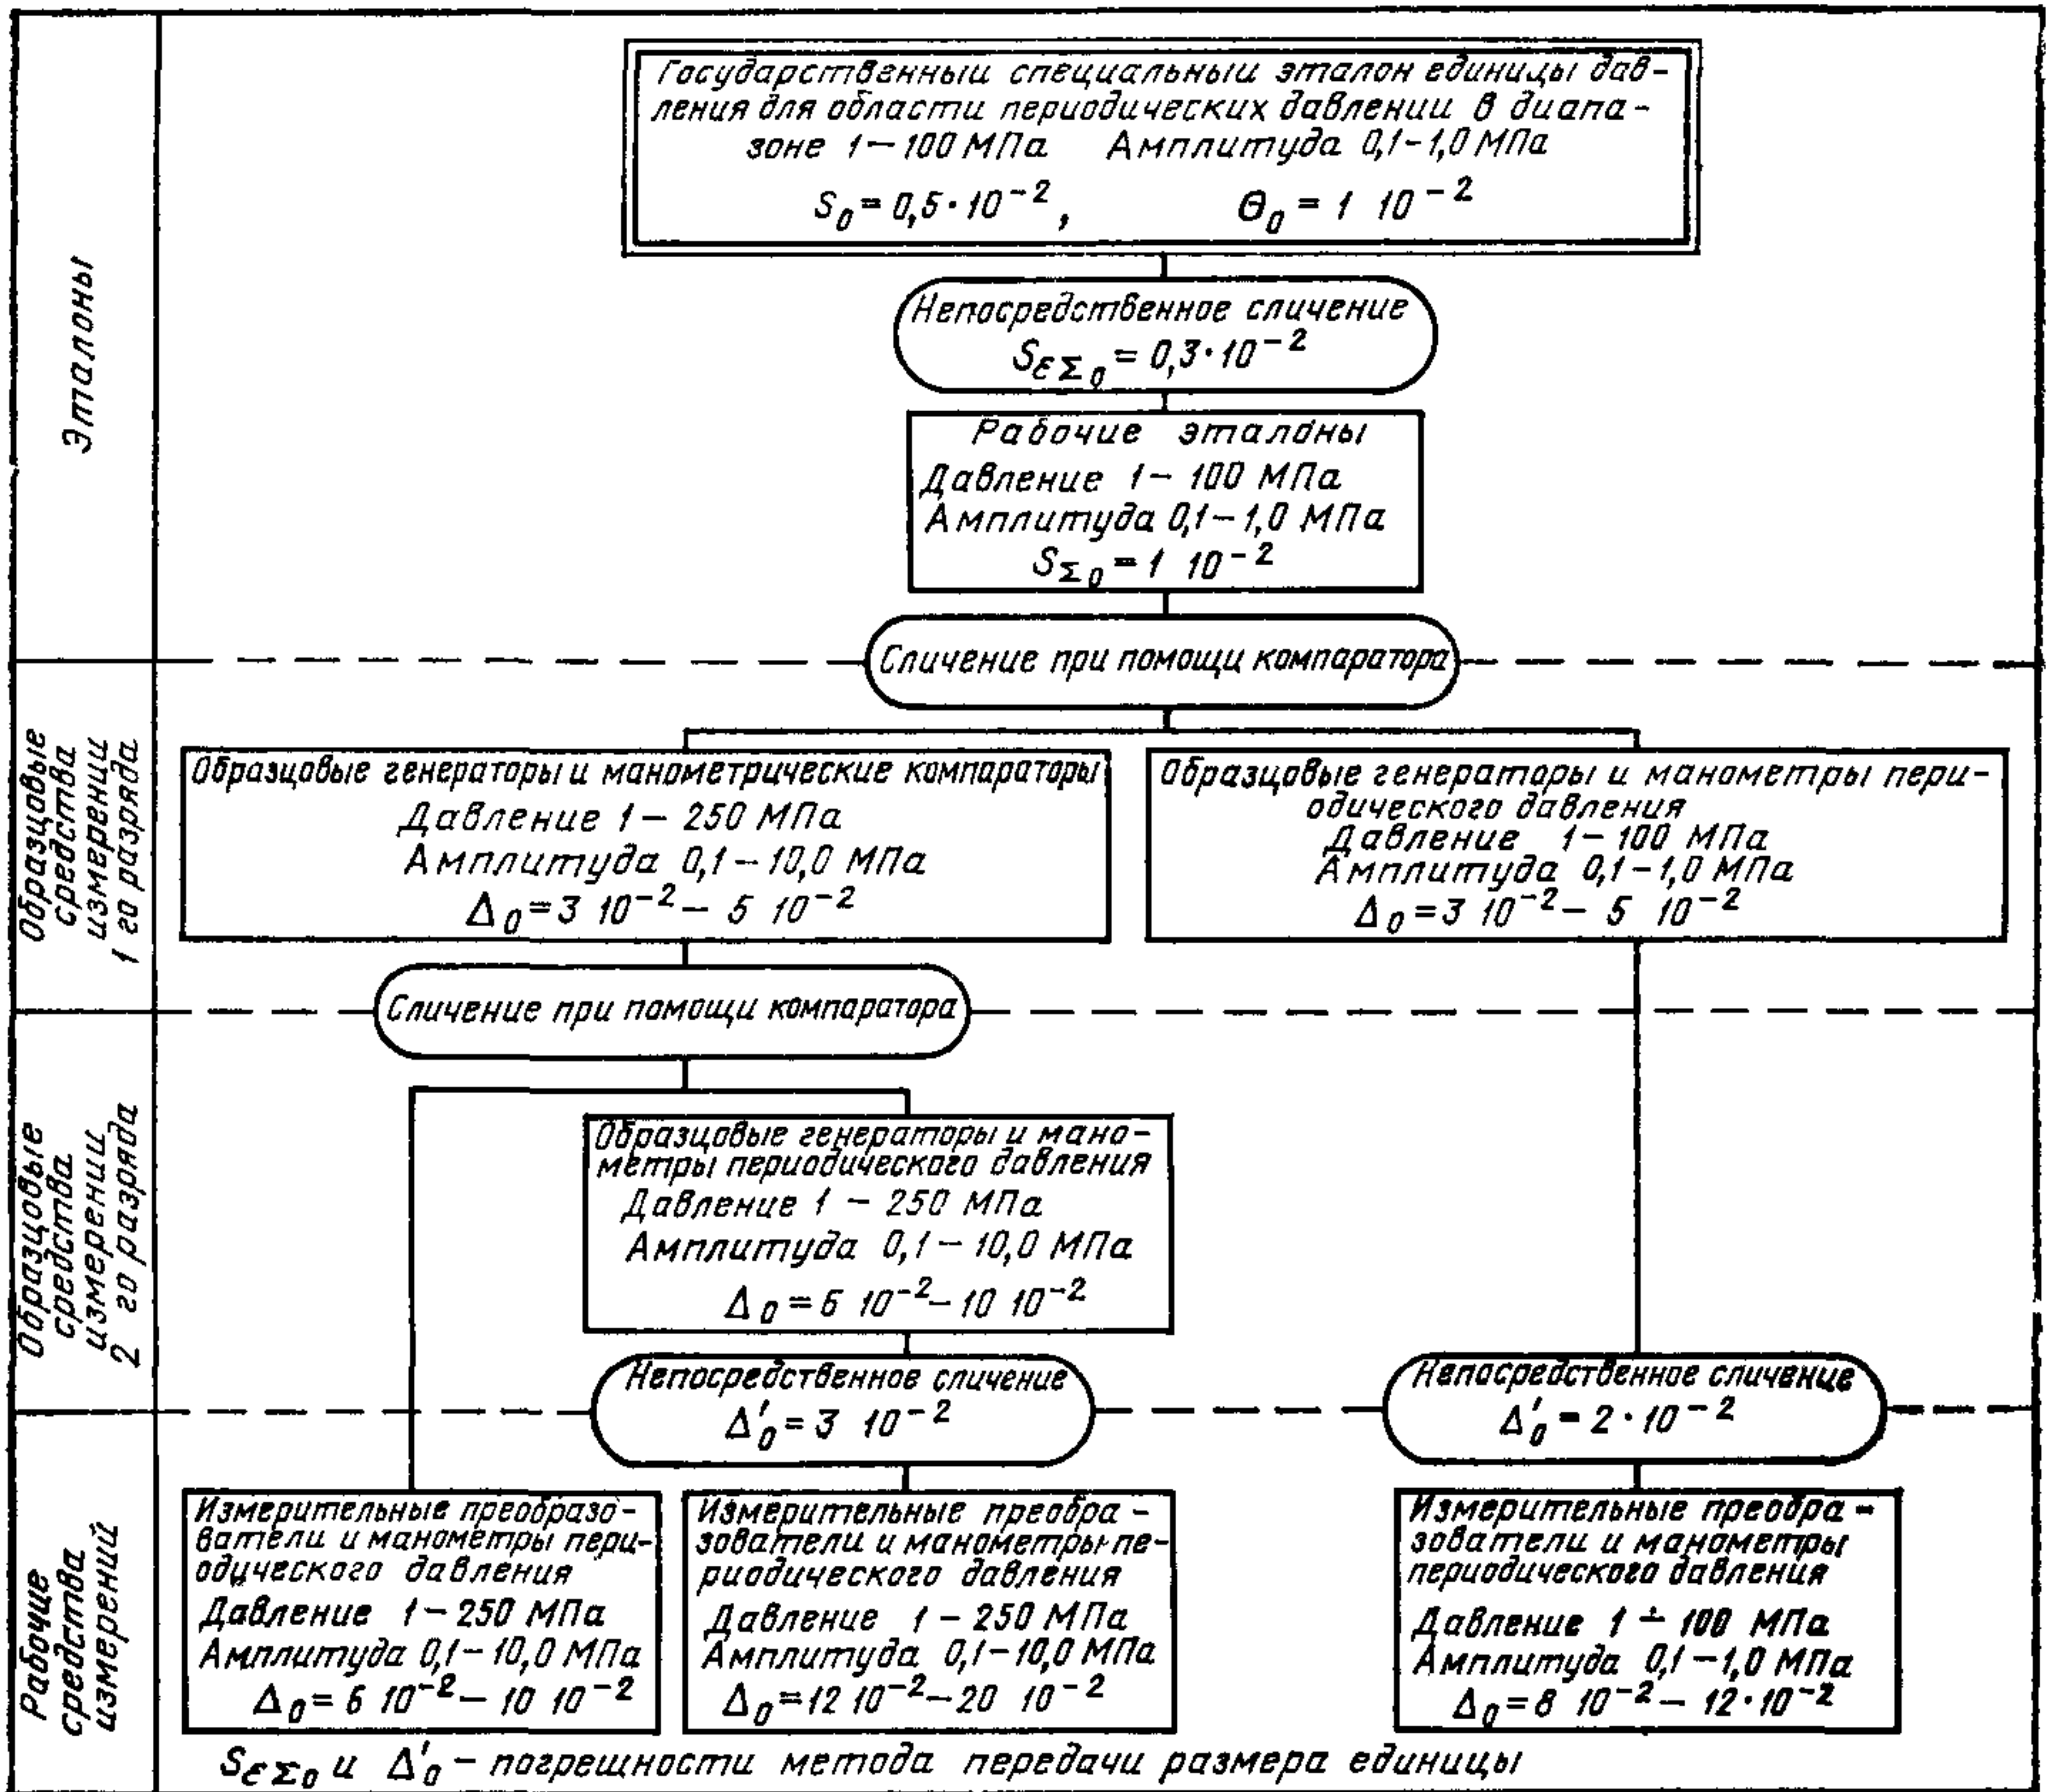 Государственный специальный эталон единицы дав-
ления для области периодических давлении в диапа-
зоне 1 – 100 МПа Амплитуда 0,1–1,0 МПа
S₀ = 0,5·10⁻², Θ₀ = 1 10⁻²
Эталоны
Непосредственное сличение
S_εΣ₀ = 0,3·10⁻²
Рабочие эталоны
Давление 1 – 100 МПа
Амплитуда 0,1–1,0 МПа
S_Σ₀ = 1 10⁻²
Сличение при помощи компаратора
Образцовые
средства
измерении
1 го разряда
Образцовые генераторы и манометрические компараторы
Давление 1 – 250 МПа
Амплитуда 0,1 – 10,0 МПа
Δ₀ = 3 10⁻² – 5 10⁻²
Образцовые генераторы и манометры пери-
одического давления
Давление 1–100 МПа
Амплитуда 0,1–1,0 МПа
Δ₀ = 3 10⁻² – 5 10⁻²
Сличение при помощи компаратора
Образцовые
средства
измерении
2 го разряда
Образцовые генераторы и мано-
метры периодического давления
Давление 1 – 250 МПа
Амплитуда 0,1 – 10,0 МПа
Δ₀ = 6 10⁻² – 10 10⁻²
Непосредственное сличение
Δ′₀ = 3 10⁻²
Непосредственное сличение
Δ′₀ = 2·10⁻²
Рабочие
средства
измерений
Измерительные преобразо-
ватели и манометры пери-
одического давления
Давление 1–250 МПа
Амплитуда 0,1–10,0 МПа
Δ₀ = 6 10⁻² – 10 10⁻²
Измерительные преобра-
зователи и манометры пе-
риодического давления
Давление 1 – 250 МПа
Амплитуда 0,1–10,0 МПа
Δ₀ = 12 10⁻² – 20 10⁻²
Измерительные преобра-
зователи и манометры
периодического давления
Давление 1 – 100 МПа
Амплитуда 0,1–1,0 МПа
Δ₀ = 8 10⁻² – 12·10⁻²
S_εΣ₀ и Δ′₀ – погрешности метода передачи размера единицы